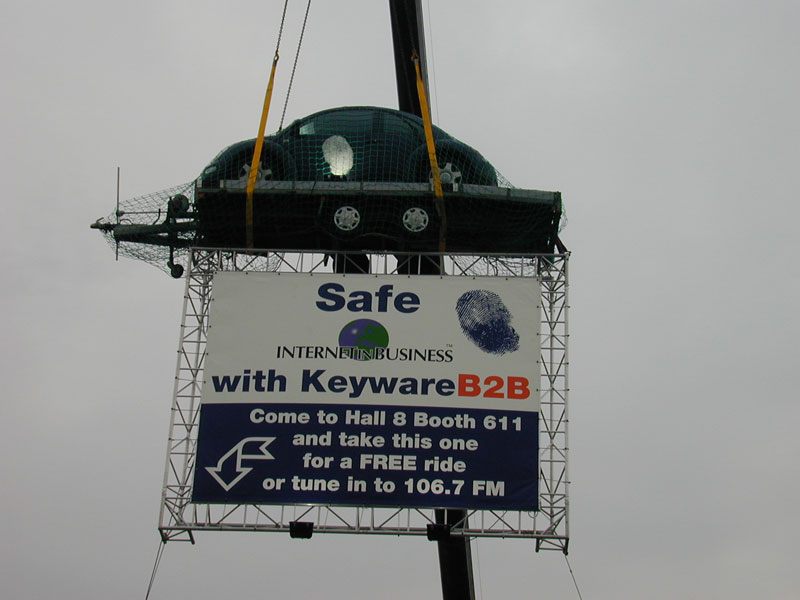 Safe
INTERNETINBUSINESS™
with KeywareB2B
Come to Hall 8 Booth 611
and take this one
for a FREE ride
or tune in to 106.7 FM